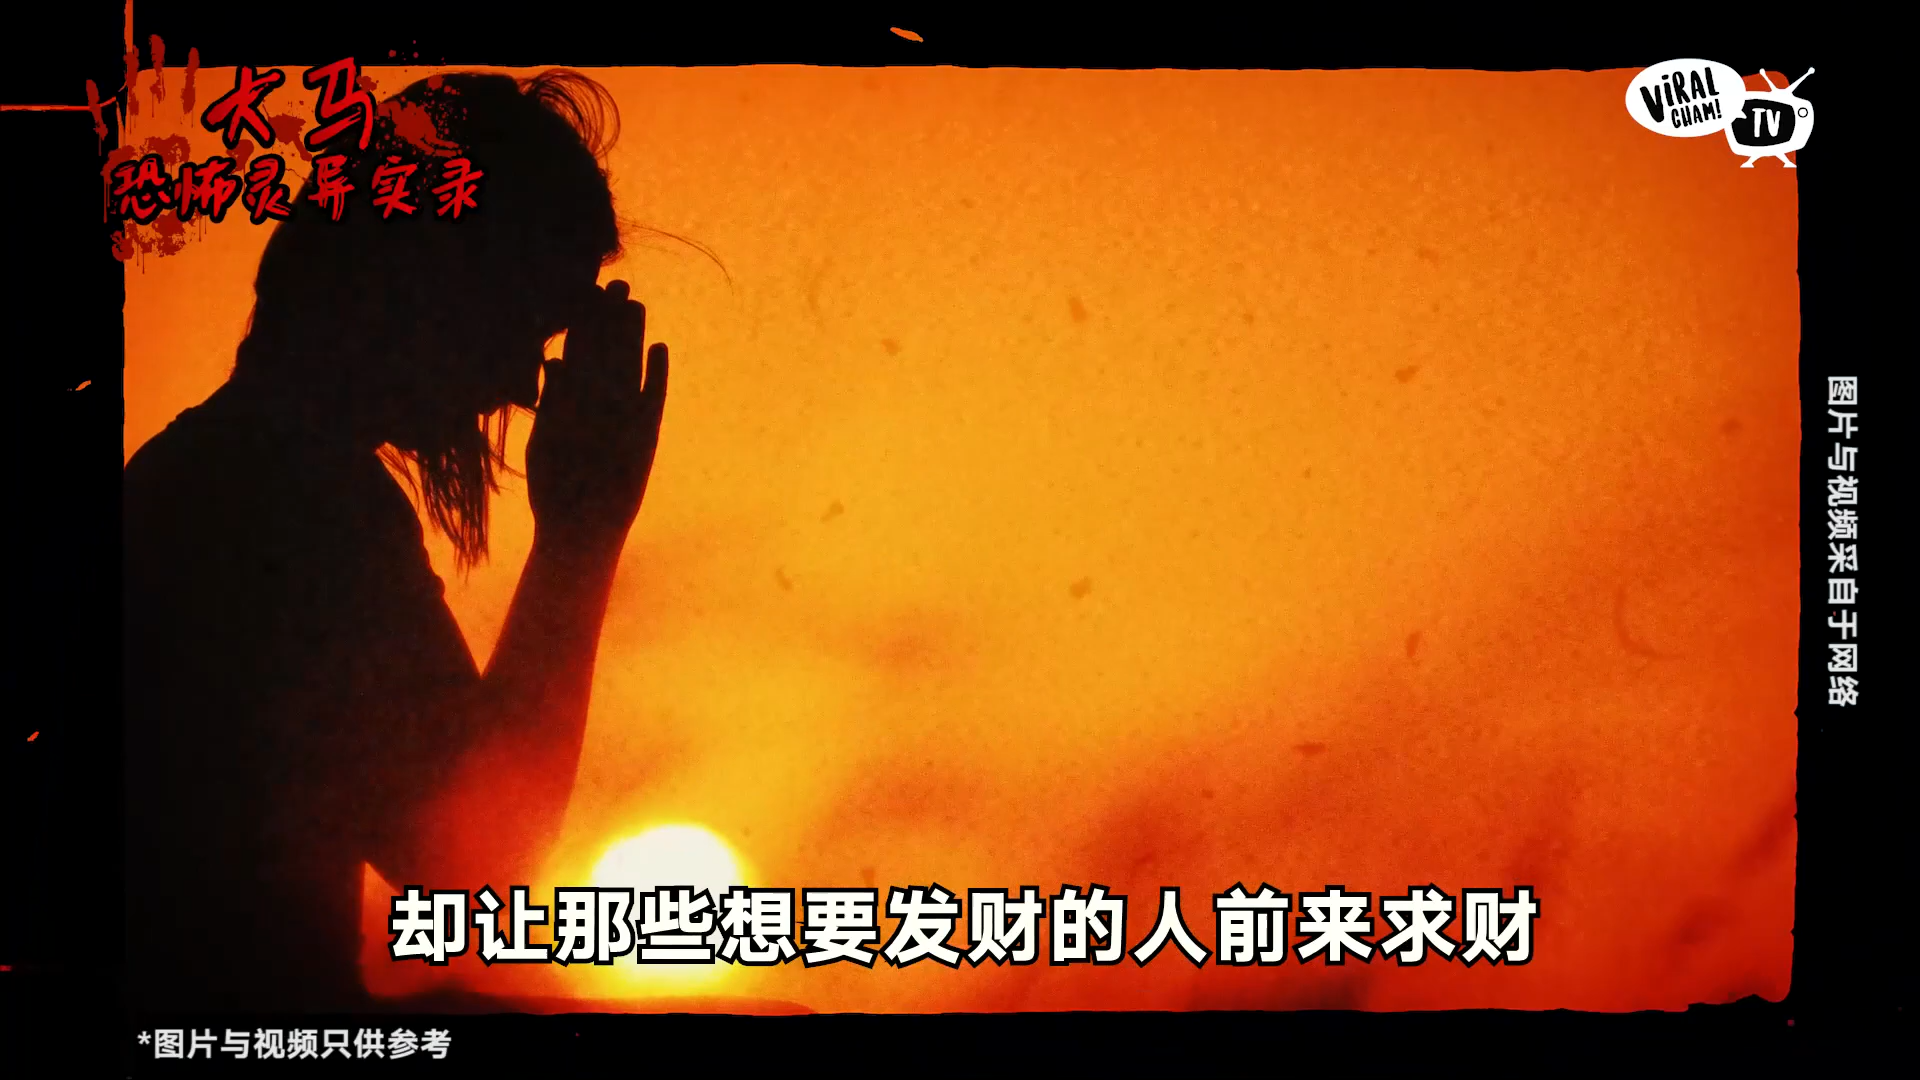 大马
恐怖灵异实录
ViRAL
CHAM!
TV
图片与视频采自于网络
却让那些想要发财的人前来求财
*图片与视频只供参考